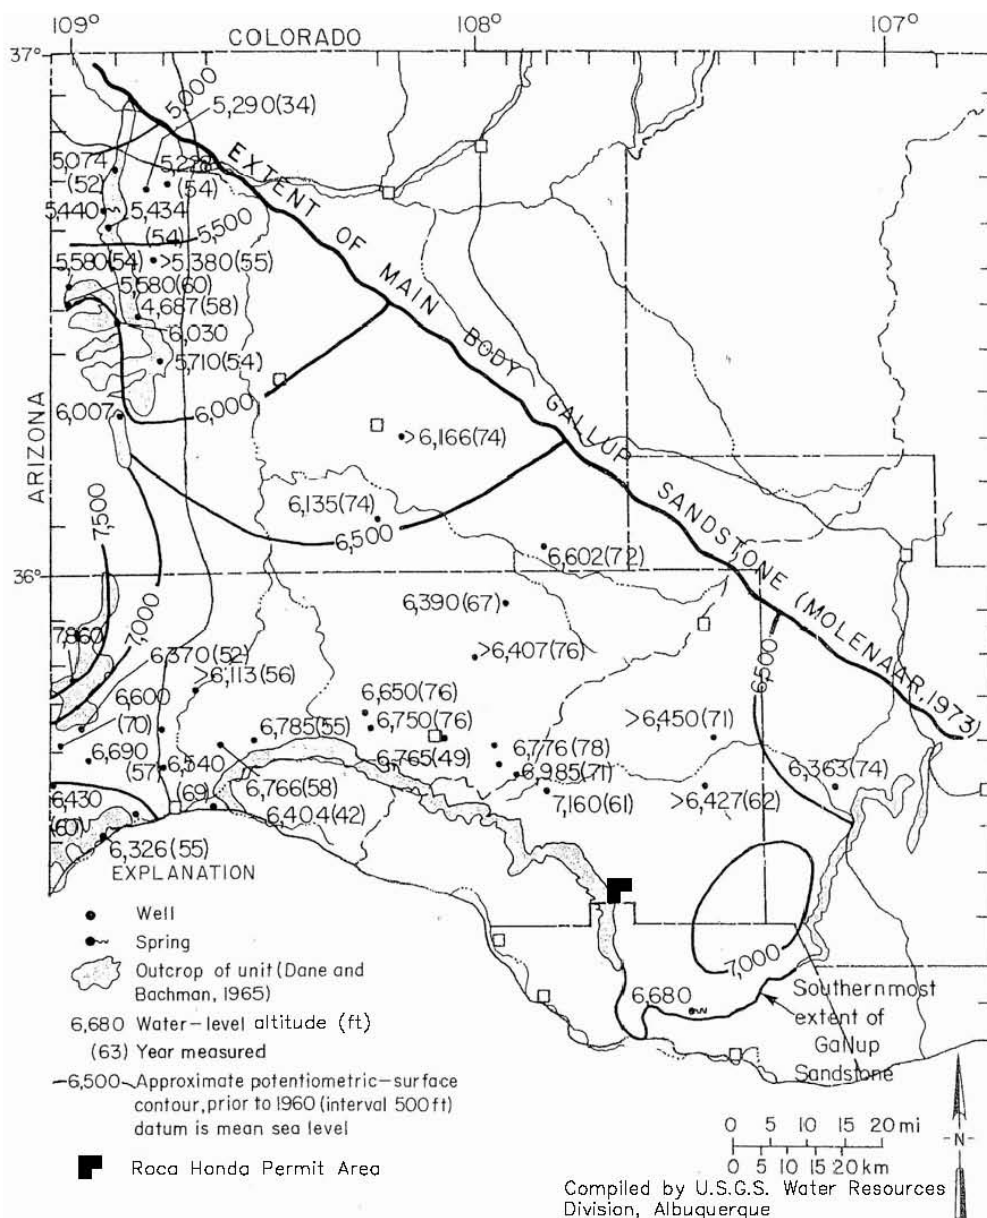 109°
108°
107°
37°
COLORADO
5,000
5,290(34)
5,074
(52)
(54)
5,440
5,434
(54)
5,500
5,580(54)
>5,380(55)
5,580(60)
4,687(58)
6,030
5,710(54)
6,007
6,000
ARIZONA
EXTENT OF MAIN BODY GALLUP SANDSTONE (MOLENAAR, 1973)
>6,166(74)
6,135(74)
6,500
7,500
6,602(72)
36°
6,390(67)
7,000
7,860
>6,407(76)
6,500
6,370(52)
>6,113(56)
6,600
(70)
6,650(76)
6,750(76)
>6,450(71)
6,785(55)
6,765(49)
6,776(78)
6,690
(57)
6,540
(69)
6,985(71)
6,363(74)
6,430
(60)
6,766(58)
7,160(61)
>6,427(62)
6,404(42)
6,326(55)
7,000
6,680
Southernmost
extent of
Gallup
Sandstone
EXPLANATION
Well
Spring
Outcrop of unit (Dane and
Bachman, 1965)
6,680 Water-level altitude (ft)
(63) Year measured
6,500 Approximate potentiometric-surface
contour, prior to 1960 (interval 500 ft)
datum is mean sea level
Roca Honda Permit Area
0 5 10 15 20 mi
0 5 10 15 20 km
N
Compiled by U.S.G.S. Water Resources
Division, Albuquerque